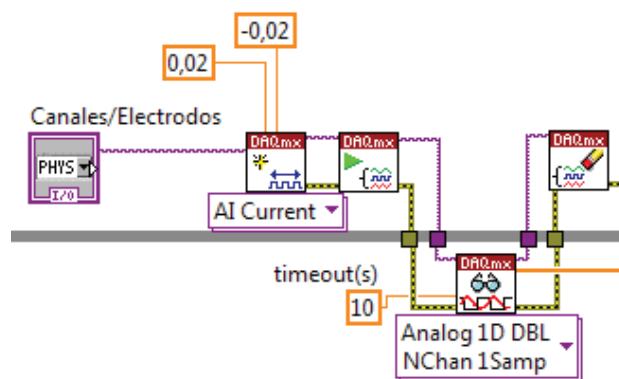 -0,02
0,02
Canales/Electrodos
DAQmx
DAQmx
DAQmx
PHYS
I/O
AI Current
DAQmx
timeout(s)
10
Analog 1D DBL
NChan 1Samp